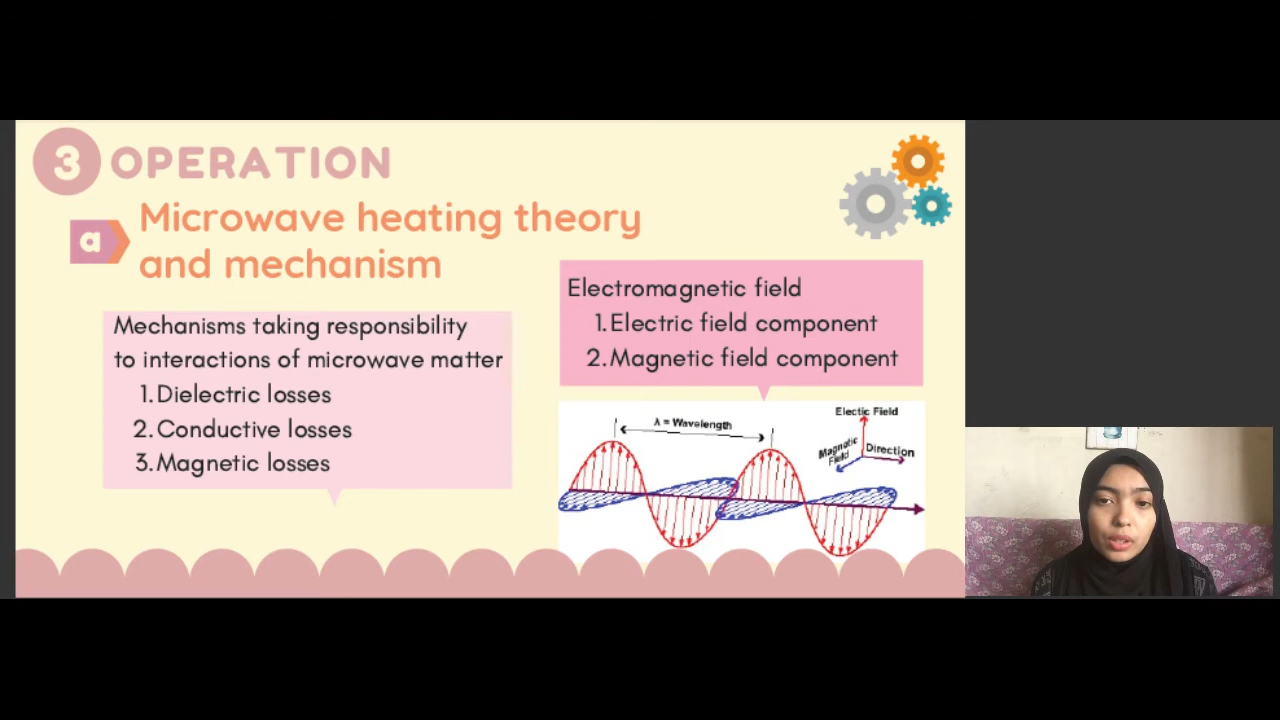 3 OPERATION
a Microwave heating theory
and mechanism
Mechanisms taking responsibility
to interactions of microwave matter
1.Dielectric losses
2.Conductive losses
3.Magnetic losses
Electromagnetic field
1.Electric field component
2.Magnetic field component
λ = Wavelength
Electic Field
Magnetic
Field
Direction